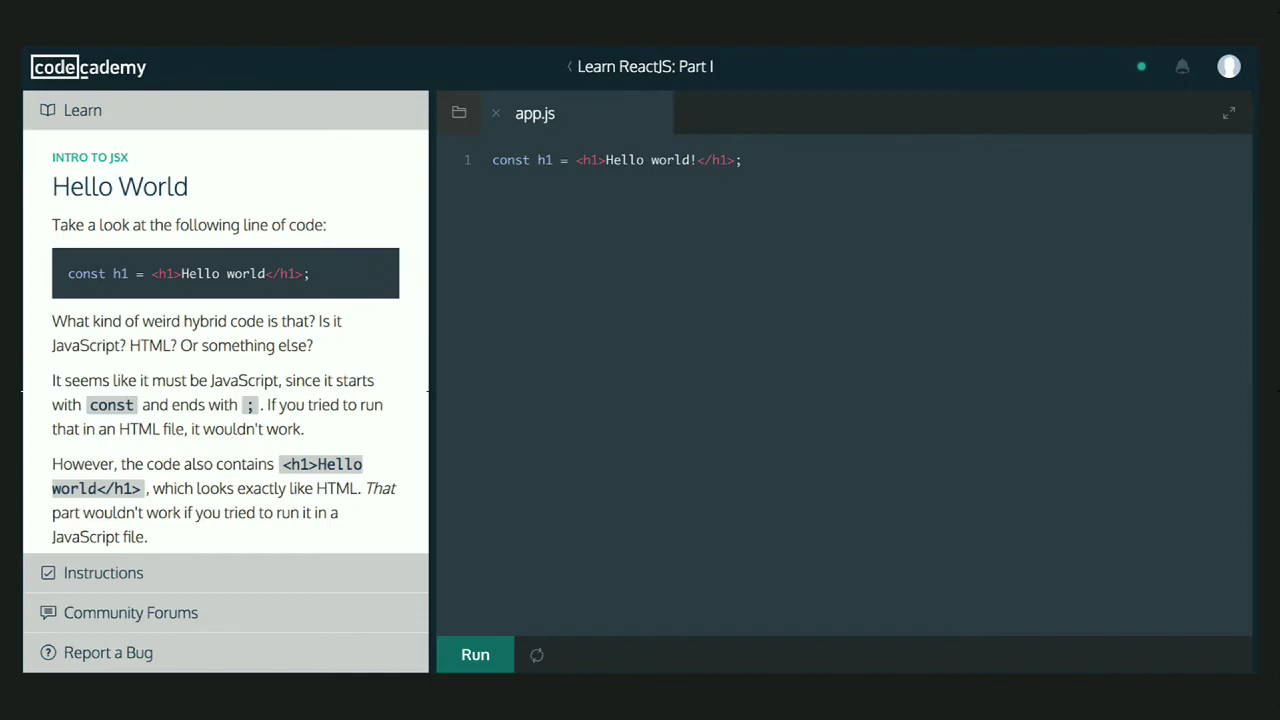 codecademy
Learn ReactJS: Part I
Learn
app.js
INTRO TO JSX
Hello World
Take a look at the following line of code:
const h1 = <h1>Hello world</h1>;
What kind of weird hybrid code is that? Is it
JavaScript? HTML? Or something else?
It seems like it must be JavaScript, since it starts
with const and ends with ; . If you tried to run
that in an HTML file, it wouldn't work.
However, the code also contains <h1>Hello
world</h1> , which looks exactly like HTML. That
part wouldn't work if you tried to run it in a
JavaScript file.
Instructions
Community Forums
Report a Bug
1 const h1 = <h1>Hello world!</h1>;
Run